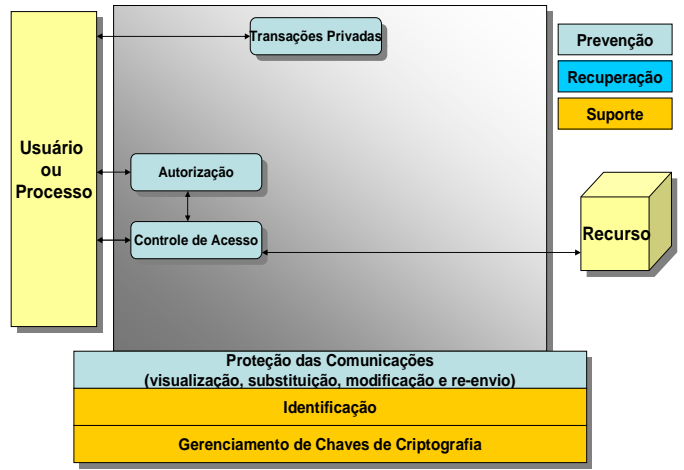 Transações Privadas
Prevenção
Recuperação
Suporte
Usuário
ou
Processo
Autorização
Controle de Acesso
Recurso
Proteção das Comunicações
(visualização, substituição, modificação e re-envio)
Identificação
Gerenciamento de Chaves de Criptografia